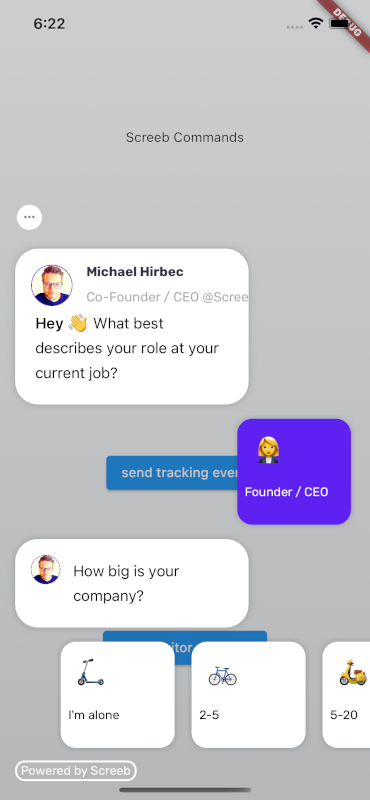 6:22
DEBUG
Screeb Commands
Michael Hirbec
Co-Founder / CEO @Scree
Hey 👋 What best
describes your role at your
current job?
send tracking even
Founder / CEO
How big is your
company?
itor
I'm alone
2-5
5-20
Powered by Screeb